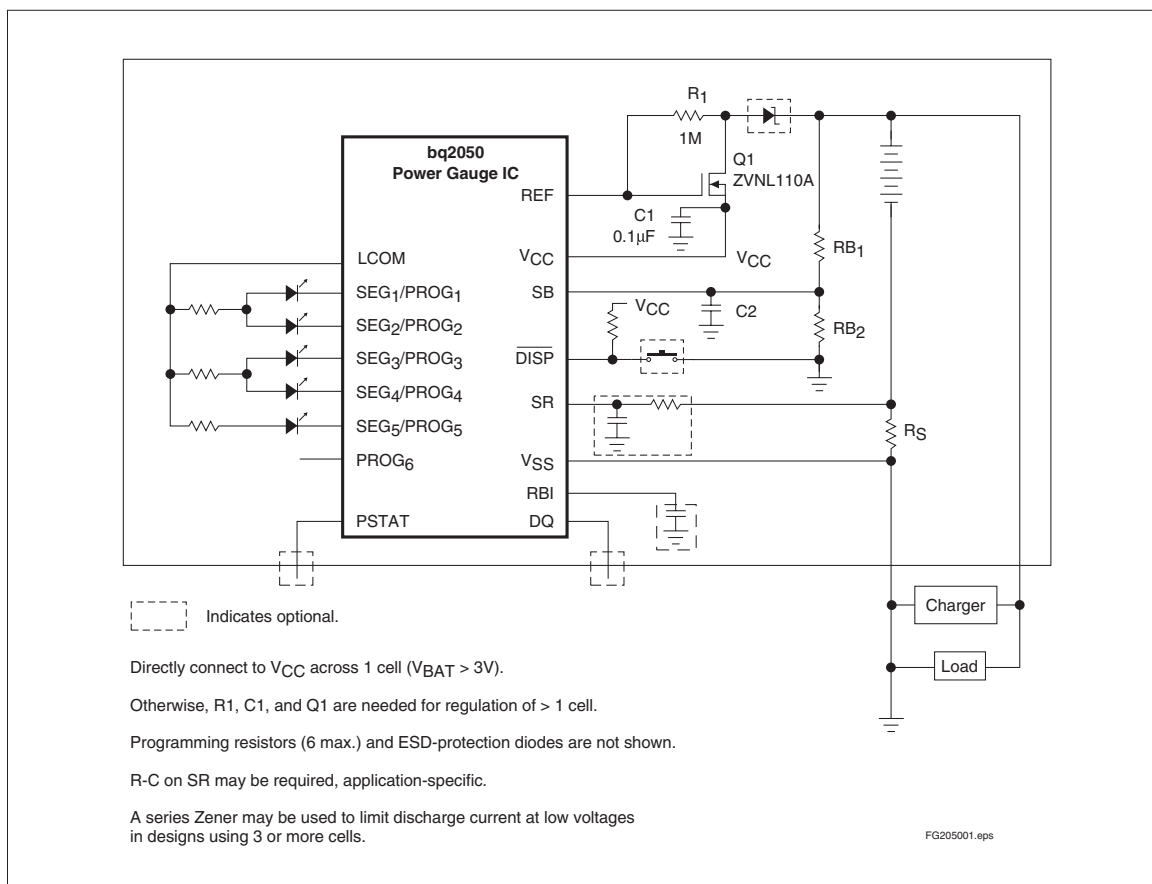 bq2050
Power Gauge IC
R1
1M
Q1
ZVNL110A
REF
C1
0.1µF
VCC
VCC
LCOM
SEG1/PROG1
SB
C2
RB1
VCC
SEG2/PROG2
RB2
SEG3/PROG3
DISP
SEG4/PROG4
SR
SEG5/PROG5
RS
PROG6
VSS
RBI
PSTAT
DQ
Indicates optional.
Charger
Load
Directly connect to VCC across 1 cell (VBAT > 3V).
Otherwise, R1, C1, and Q1 are needed for regulation of > 1 cell.
Programming resistors (6 max.) and ESD-protection diodes are not shown.
R-C on SR may be required, application-specific.
A series Zener may be used to limit discharge current at low voltages
in designs using 3 or more cells.
FG205001.eps